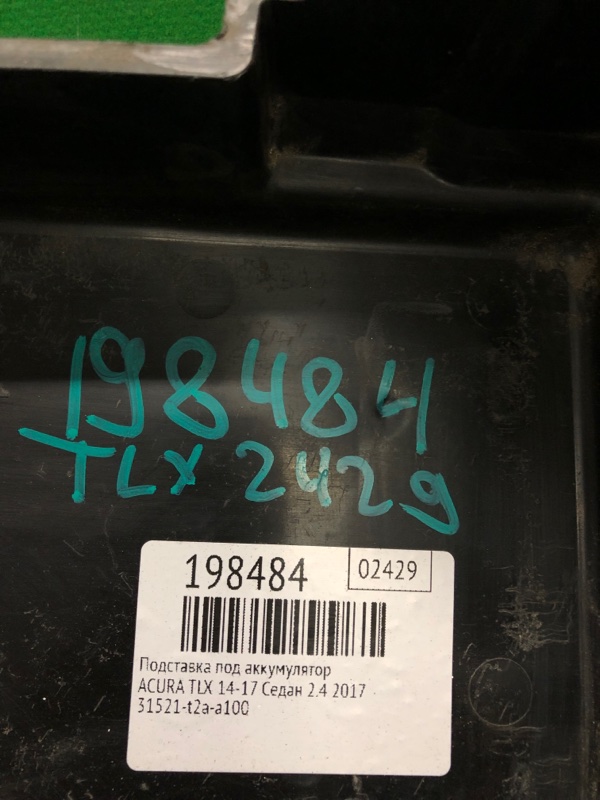 198484
TLX 2429
198484
02429
Подставка под аккумулятор
ACURA TLX 14-17 Седан 2.4 2017
31521-t2a-a100